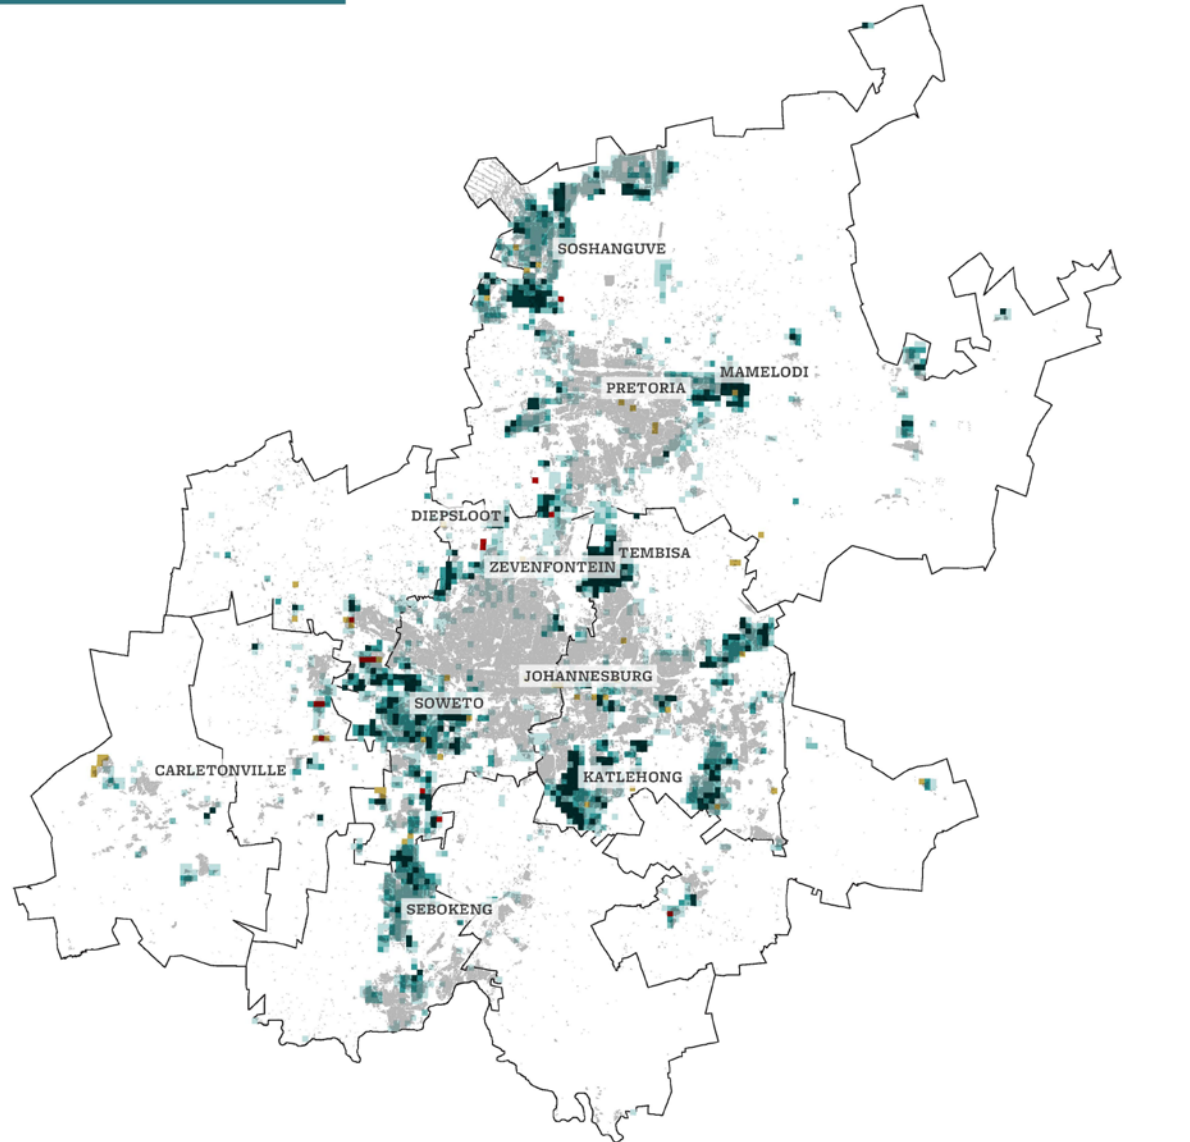 SOSHANGUVE
MAMELODI
PRETORIA
DIEPSLOOT
TEMBISA
ZEVENFONTEIN
JOHANNESBURG
SOWETO
CARLETONVILLE
KATLEHONG
SEBOKENG